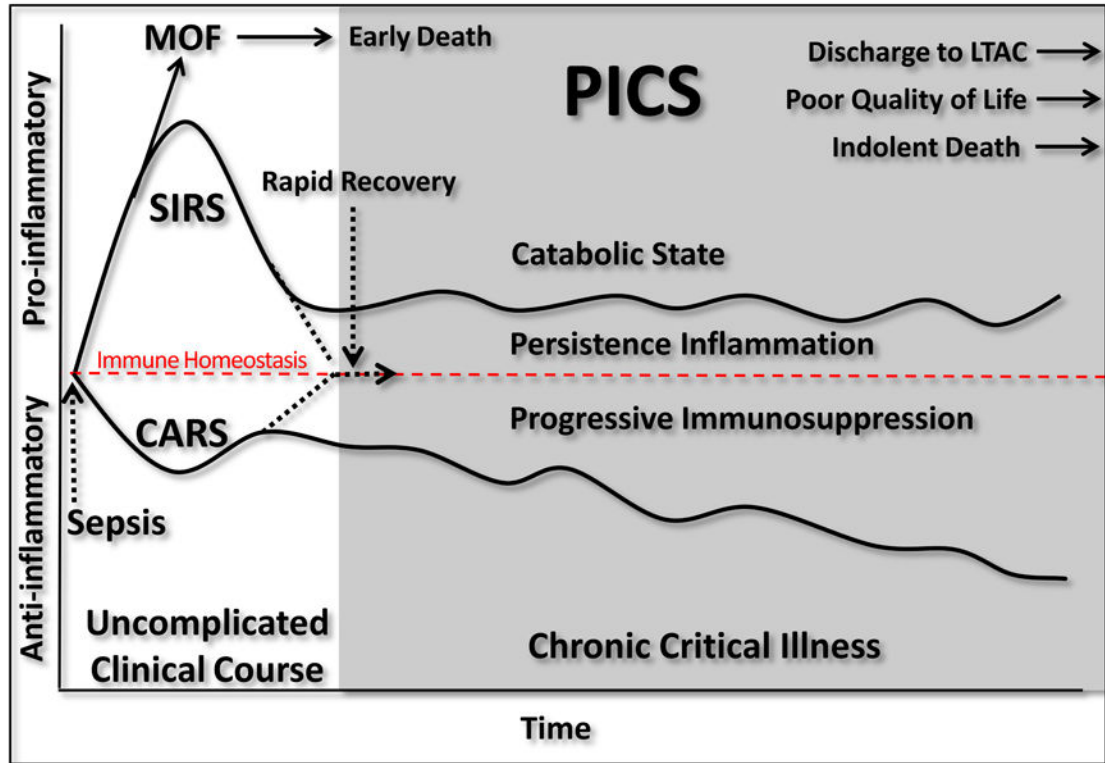 MOF
Early Death
Discharge to LTAC
PICS
Poor Quality of Life
Indolent Death
Rapid Recovery
SIRS
Catabolic State
Pro-inflammatory
Immune Homeostasis
Persistence Inflammation
Progressive Immunosuppression
CARS
Anti-inflammatory
Sepsis
Uncomplicated
Clinical Course
Chronic Critical Illness
Time